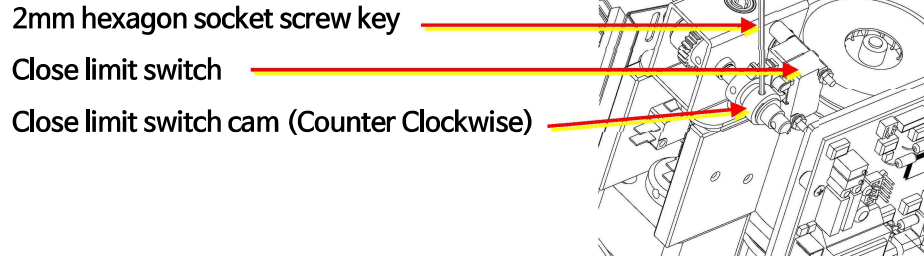 2mm hexagon socket screw key
Close limit switch
Close limit switch cam (Counter Clockwise)